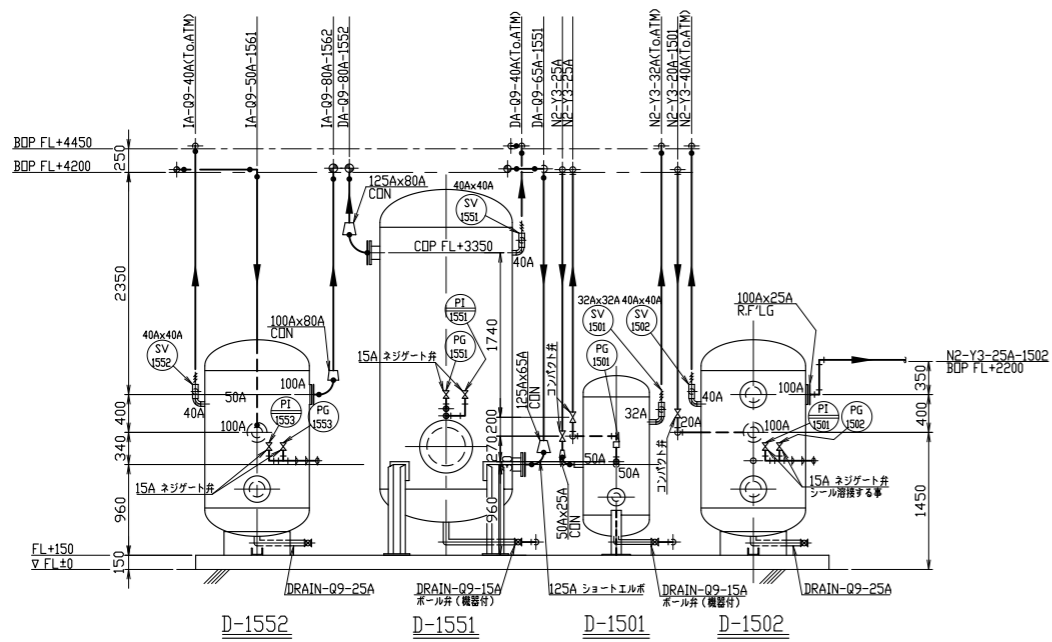 IA-Q9-40A(To.ATM)
IA-Q9-50A-1561
IA-Q9-80A-1562
DA-Q9-80A-1552
DA-Q9-40A(To.ATM)
DA-Q9-65A-1551
N2-Y3-25A
N2-Y3-25A
N2-Y3-32A(To.ATM)
N2-Y3-20A-1501
N2-Y3-40A(To.ATM)
BOP FL+4450
250
BOP FL+4200
125Ax80A
CON
40Ax40A
SV
1551
COP FL+3350
40A
2350
1740
PI
1551
PG
1551
15A ネジゲート弁
100Ax80A
CON
40Ax40A
SV
1552
コンパクト弁
32Ax32A
SV
1501
40Ax40A
SV
1502
PG
1501
100Ax25A
R.F'LG
N2-Y3-25A-1502
BOP FL+2200
350
50A
100A
40A
400
100A
PI
1553
PG
1553
340
15A ネジゲート弁
960
125Ax65A
CON
200
270
960
50A
50Ax25A
CON
50A
32A
コンパクト弁
20A
40A
100A
100A
PI
1501
PG
1502
400
15A ネジゲート弁
シール溶接する事
1450
FL+150
▽ FL±0
150
DRAIN-Q9-25A
DRAIN-Q9-15A
ボール弁（機器付）
125A ショートエルボ
DRAIN-Q9-15A
ボール弁（機器付）
DRAIN-Q9-25A
D-1552
D-1551
D-1501
D-1502